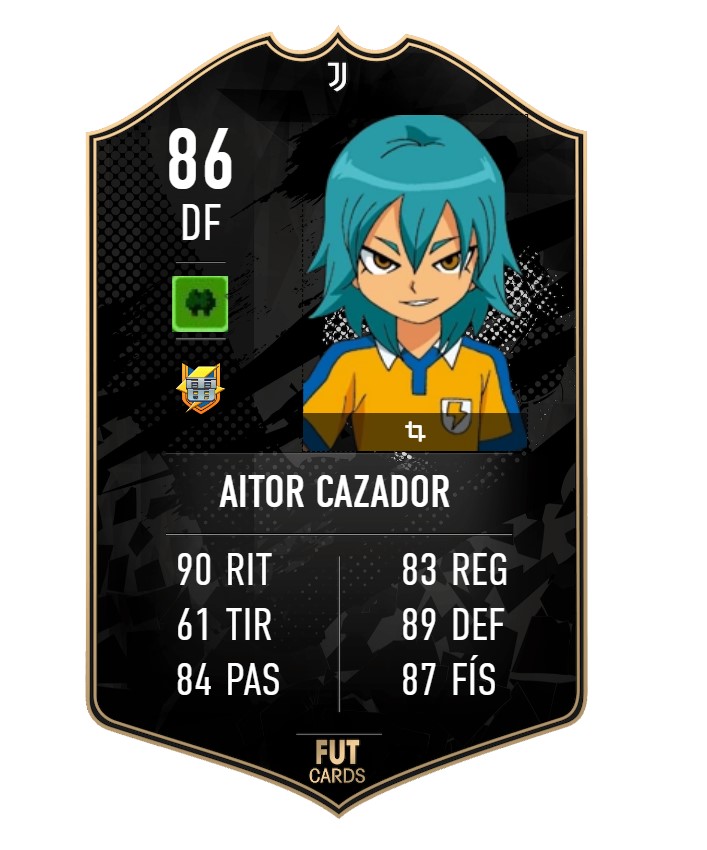 86
DF
AITOR CAZADOR
90 RIT
61 TIR
84 PAS
83 REG
89 DEF
87 FÍS
FUT
CARDS